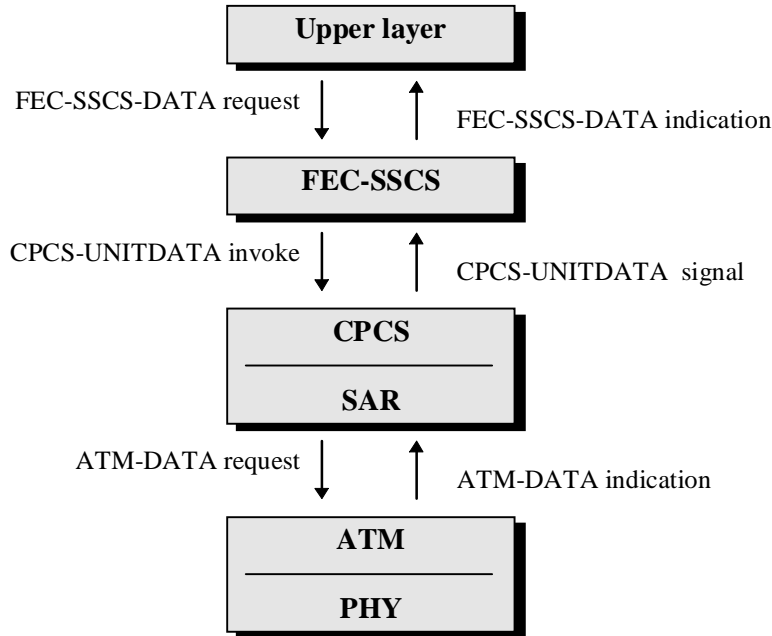 Upper layer
FEC-SSCS-DATA request
FEC-SSCS-DATA indication
FEC-SSCS
CPCS-UNITDATA invoke
CPCS-UNITDATA signal
CPCS
SAR
ATM-DATA request
ATM-DATA indication
ATM
PHY